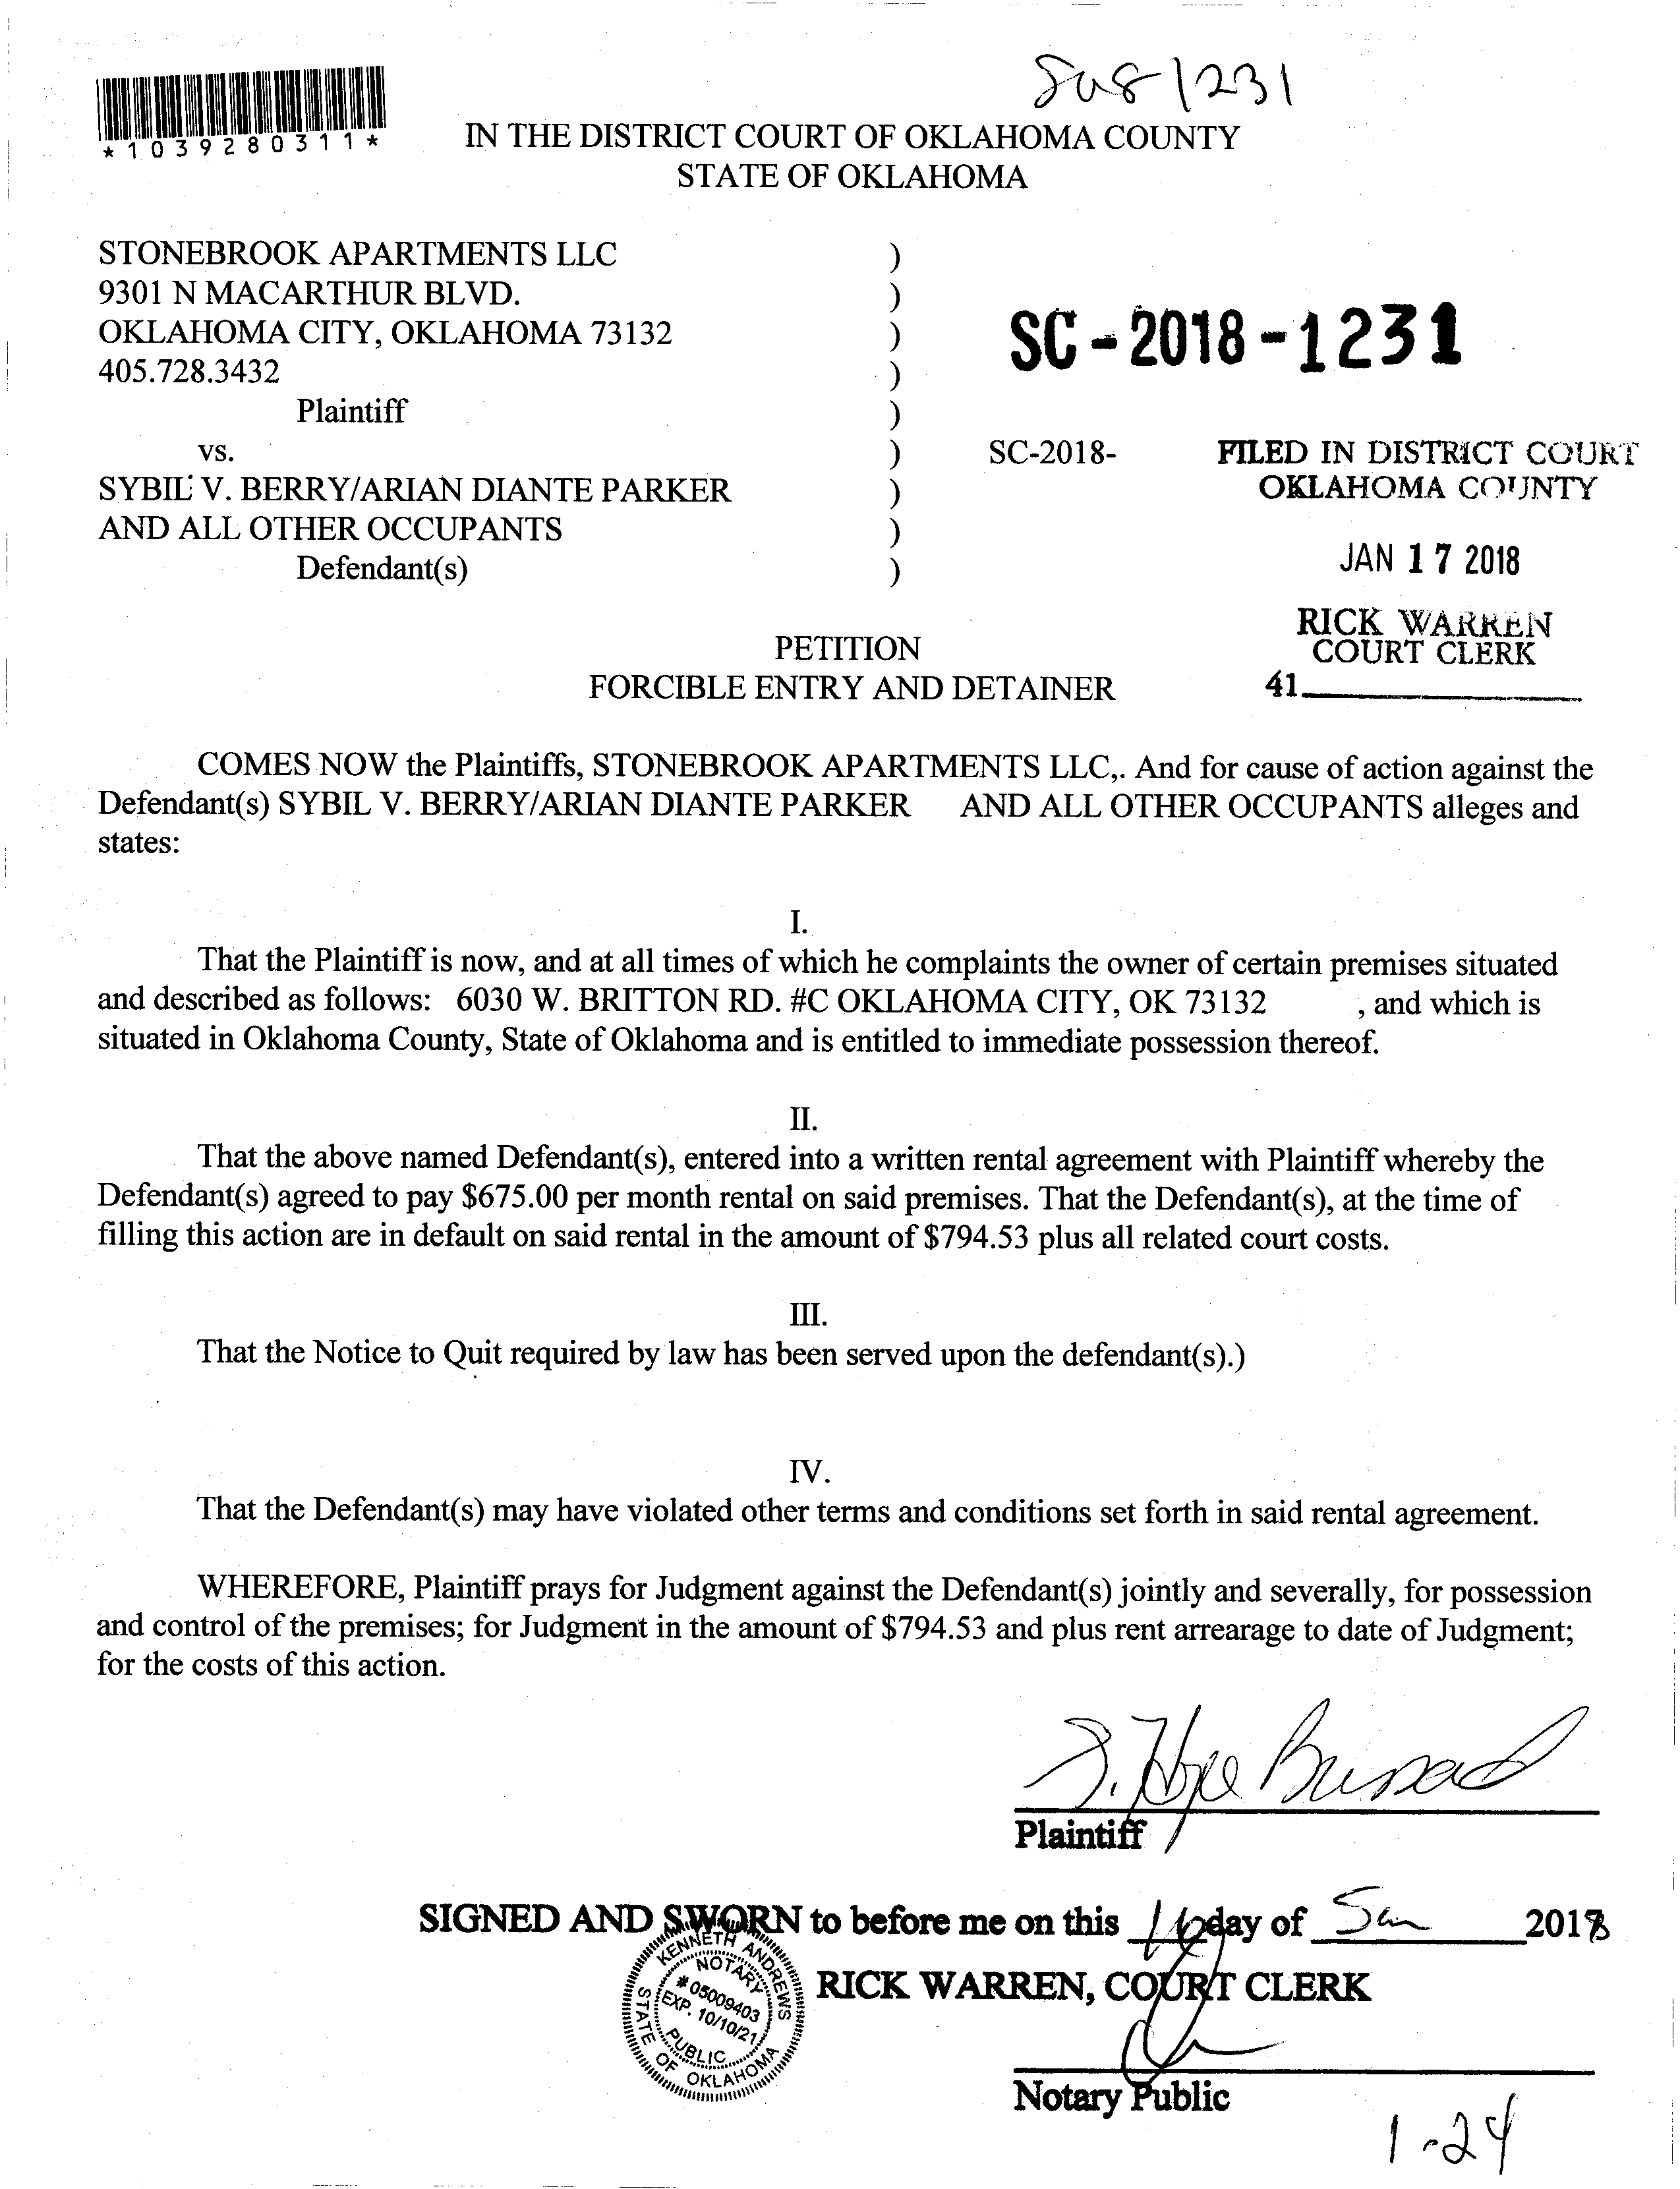 1231
*1039280311*
IN THE DISTRICT COURT OF OKLAHOMA COUNTY
STATE OF OKLAHOMA
STONEBROOK APARTMENTS LLC )
9301 N MACARTHUR BLVD. )
OKLAHOMA CITY, OKLAHOMA 73132 )
405.728.3432 )
SC-2018-1231
Plaintiff )
vs. ) SC-2018- FILED IN DISTRICT COURT
SYBIL V. BERRY/ARIAN DIANTE PARKER ) OKLAHOMA COUNTY
AND ALL OTHER OCCUPANTS )
Defendant(s) ) JAN 17 2018
RICK WARREN
PETITION COURT CLERK
FORCIBLE ENTRY AND DETAINER 41
COMES NOW the Plaintiffs, STONEBROOK APARTMENTS LLC,. And for cause of action against the
Defendant(s) SYBIL V. BERRY/ARIAN DIANTE PARKER AND ALL OTHER OCCUPANTS alleges and
states:
I.
That the Plaintiff is now, and at all times of which he complaints the owner of certain premises situated
and described as follows: 6030 W. BRITTON RD. #C OKLAHOMA CITY, OK 73132 , and which is
situated in Oklahoma County, State of Oklahoma and is entitled to immediate possession thereof.
II.
That the above named Defendant(s), entered into a written rental agreement with Plaintiff whereby the
Defendant(s) agreed to pay $675.00 per month rental on said premises. That the Defendant(s), at the time of
filling this action are in default on said rental in the amount of $794.53 plus all related court costs.
III.
That the Notice to Quit required by law has been served upon the defendant(s).)
IV.
That the Defendant(s) may have violated other terms and conditions set forth in said rental agreement.
WHEREFORE, Plaintiff prays for Judgment against the Defendant(s) jointly and severally, for possession
and control of the premises; for Judgment in the amount of $794.53 and plus rent arrearage to date of Judgment;
for the costs of this action.
Plaintiff
SIGNED AND SWORN to before me on this 16 day of Jan 2018
KENNETH ANDREWS
NOTARY
# 05009403
EXP. 10/10/21
PUBLIC
STATE OF OKLAHOMA
RICK WARREN, COURT CLERK
Notary Public
1-24